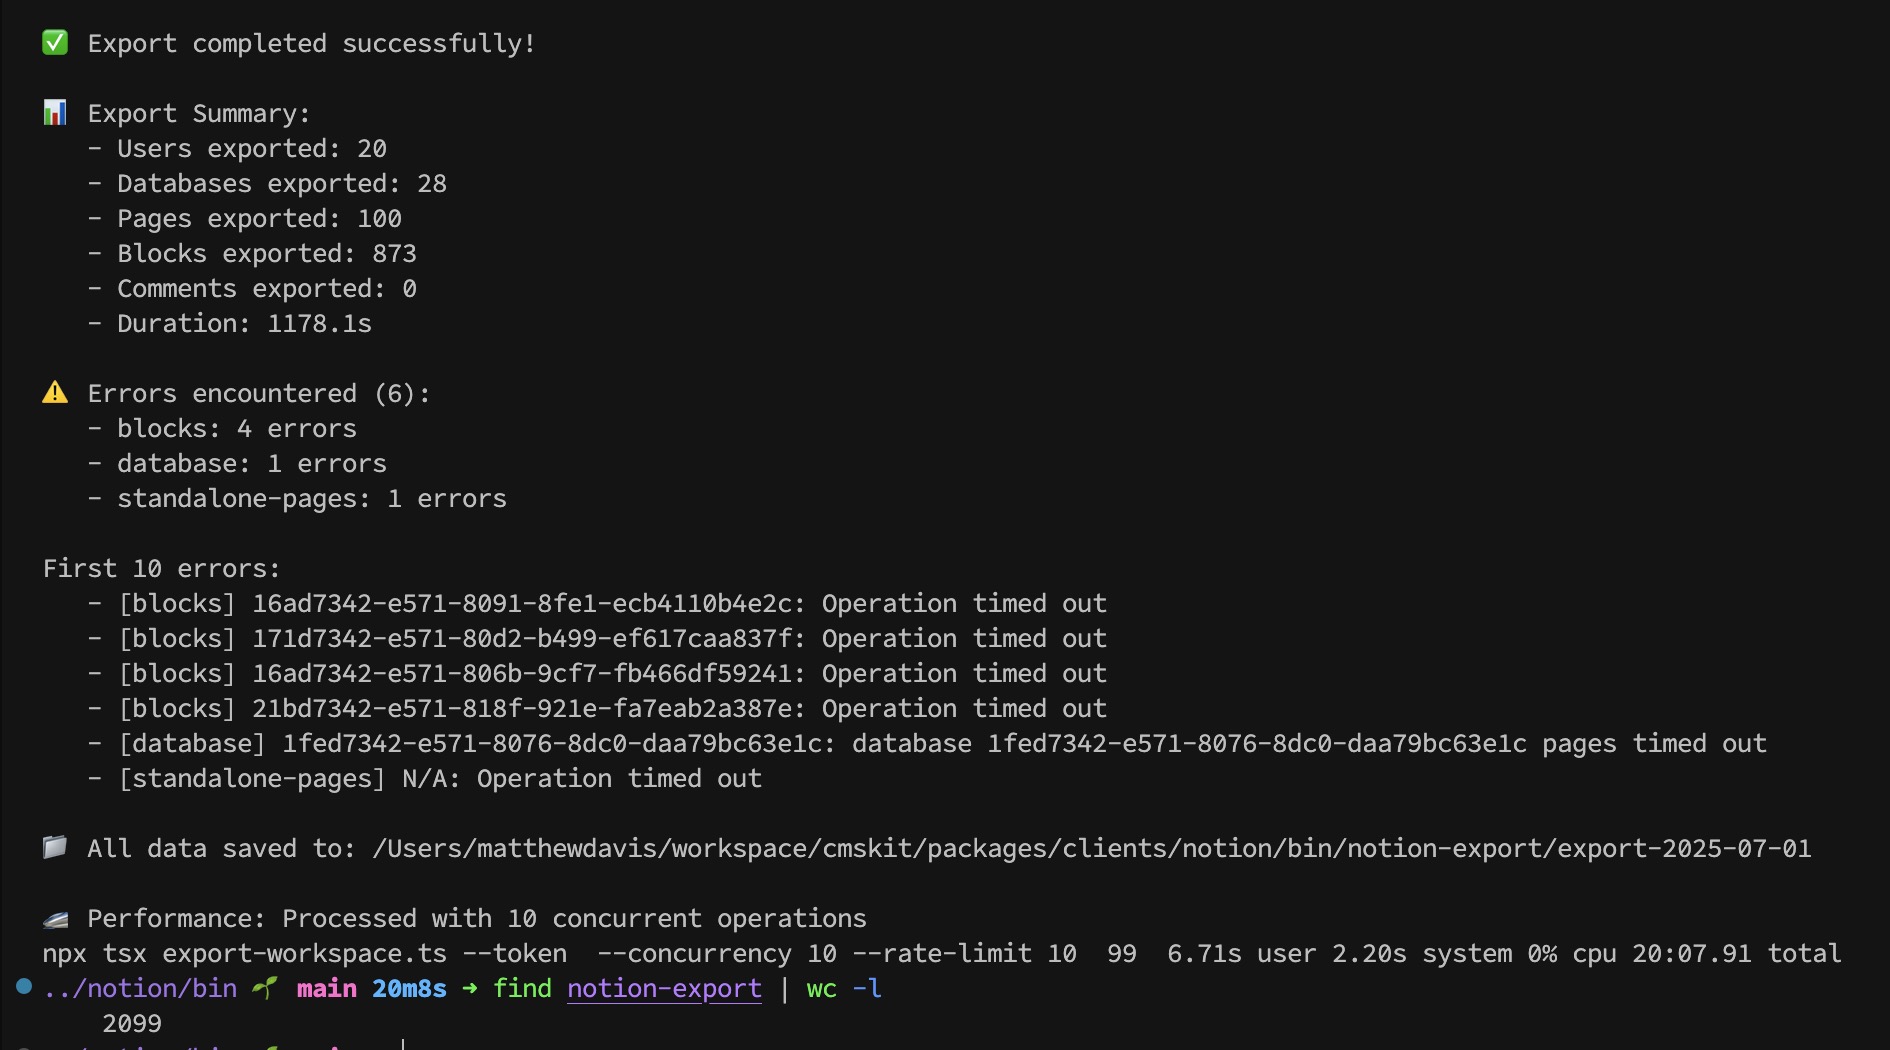 ✅ Export completed successfully!
📊 Export Summary:
- Users exported: 20
- Databases exported: 28
- Pages exported: 100
- Blocks exported: 873
- Comments exported: 0
- Duration: 1178.1s
⚠️ Errors encountered (6):
- blocks: 4 errors
- database: 1 errors
- standalone-pages: 1 errors
First 10 errors:
- [blocks] 16ad7342-e571-8091-8fe1-ecb4110b4e2c: Operation timed out
- [blocks] 171d7342-e571-80d2-b499-ef617caa837f: Operation timed out
- [blocks] 16ad7342-e571-806b-9cf7-fb466df59241: Operation timed out
- [blocks] 21bd7342-e571-818f-921e-fa7eab2a387e: Operation timed out
- [database] 1fed7342-e571-8076-8dc0-daa79bc63e1c: database 1fed7342-e571-8076-8dc0-daa79bc63e1c pages timed out
- [standalone-pages] N/A: Operation timed out
📁 All data saved to: /Users/matthewdavis/workspace/cmskit/packages/clients/notion/bin/notion-export/export-2025-07-01
🚄 Performance: Processed with 10 concurrent operations
npx tsx export-workspace.ts --token  --concurrency 10 --rate-limit 10  99  6.71s user 2.20s system 0% cpu 20:07.91 total
../notion/bin 🌱 main 20m8s ➜ find notion-export | wc -l
2099